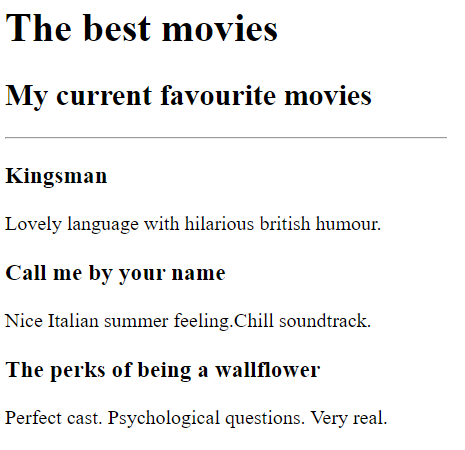 The best movies
My current favourite movies
Kingsman
Lovely language with hilarious british humour.
Call me by your name
Nice Italian summer feeling.Chill soundtrack.
The perks of being a wallflower
Perfect cast. Psychological questions. Very real.